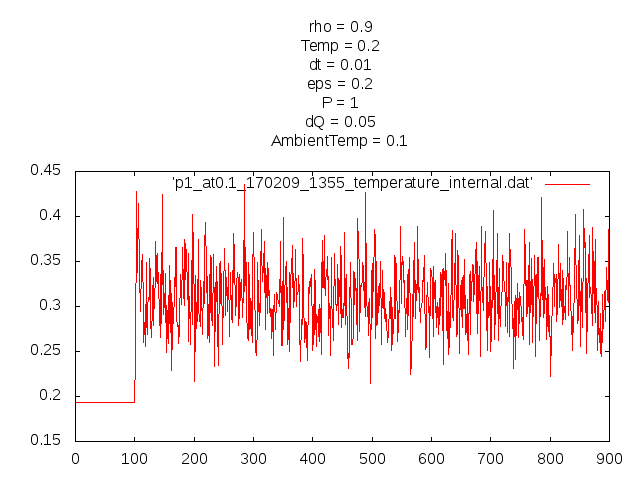 rho = 0.9
Temp = 0.2
dt = 0.01
eps = 0.2
P = 1
dQ = 0.05
AmbientTemp = 0.1
'p1_at0.1_170209_1355_temperature_internal.dat'
0.45
0.4
0.35
0.3
0.25
0.2
0.15
0 100 200 300 400 500 600 700 800 900